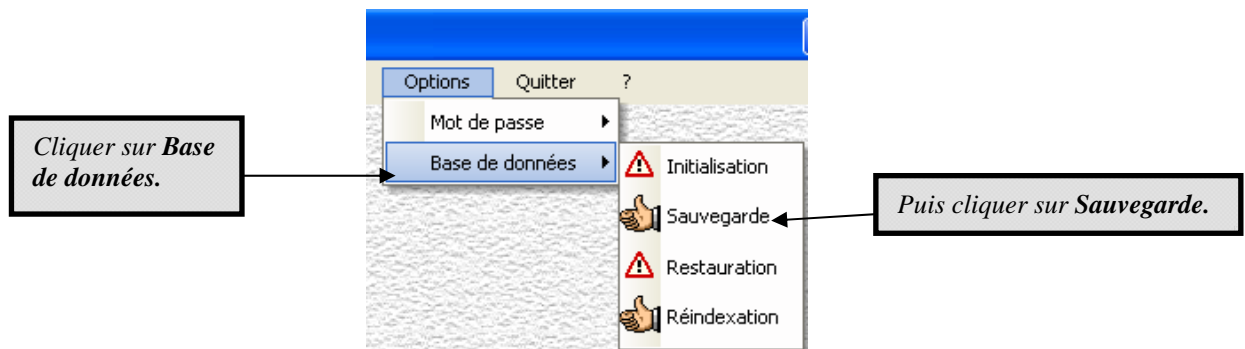 Options Quitter ?
Mot de passe
Cliquer sur Base
de données.
Base de données
Initialisation
Sauvegarde
Puis cliquer sur Sauvegarde.
Restauration
Réindexation